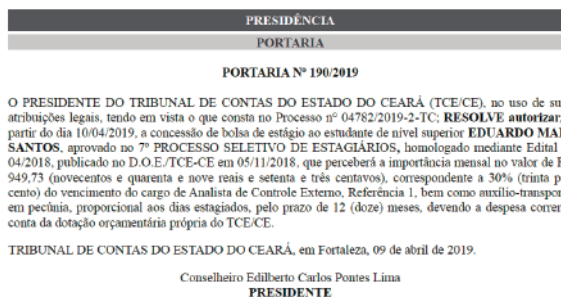 PRESIDÊNCIA
PORTARIA
PORTARIA Nº 190/2019
O PRESIDENTE DO TRIBUNAL DE CONTAS DO ESTADO DO CEARÁ (TCE/CE), no uso de
atribuições legais, tendo em vista o que consta no Processo nº 04782/2019-2-TC; RESOLVE autorizar,
partir do dia 10/04/2019, a concessão de bolsa de estágio ao estudante de nível superior EDUARDO
SANTOS, aprovado no 7º PROCESSO SELETIVO DE ESTAGIÁRIOS, homologado mediante Edital
04/2018, publicado no D.O.E./TCE-CE em 05/11/2018, que perceberá a importância mensal no valor de
949,73 (novecentos e quarenta e nove reais e setenta e três centavos), correspondente a 30% (trinta
cento) do vencimento do cargo de Analista de Controle Externo, Referência 1, bem como auxílio-transpor
em pecúnia, proporcional aos dias estagiados, pelo prazo de 12 (doze) meses, devendo a despesa
conta da dotação orçamentária própria do TCE/CE.
TRIBUNAL DE CONTAS DO ESTADO DO CEARÁ, em Fortaleza, 09 de abril de 2019.
Conselheiro Edilberto Carlos Pontes Lima
PRESIDENTE